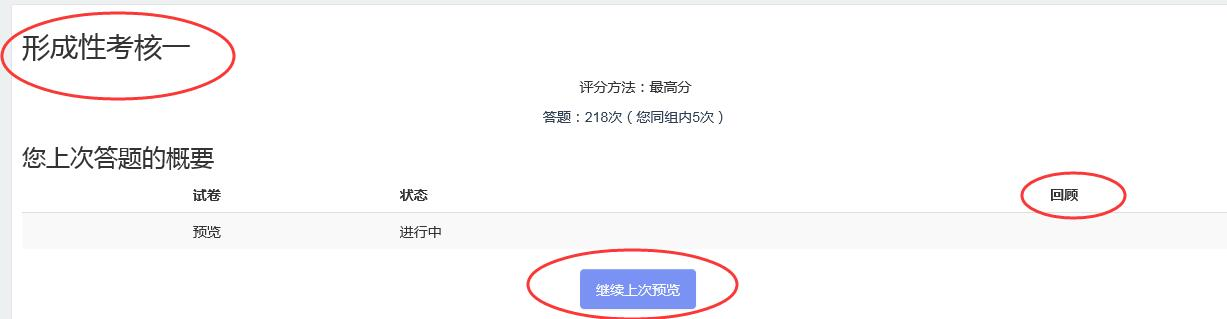 形成性考核一
评分方法：最高分
答题：218次（您同组内5次）
您上次答题的概要
试卷 状态 回顾
预览 进行中
继续上次预览